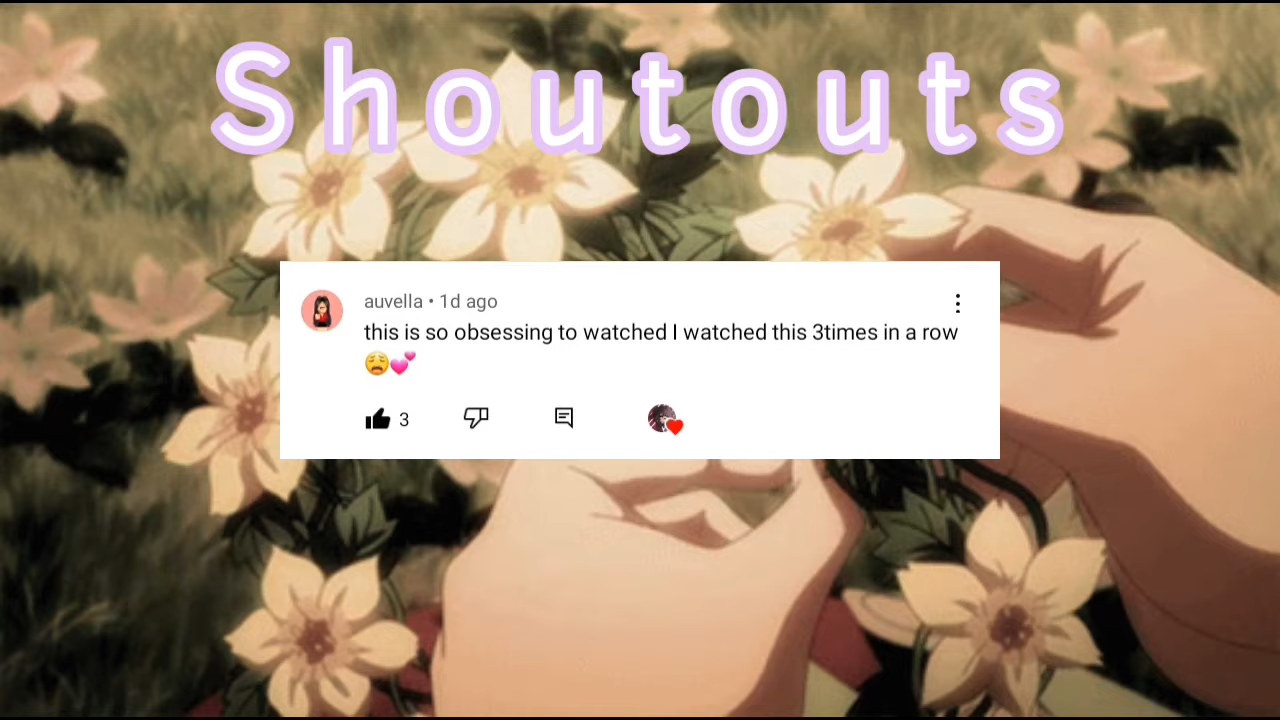 Shoutouts
auvella • 1d ago
this is so obsessing to watched I watched this 3times in a row
😩💕
3